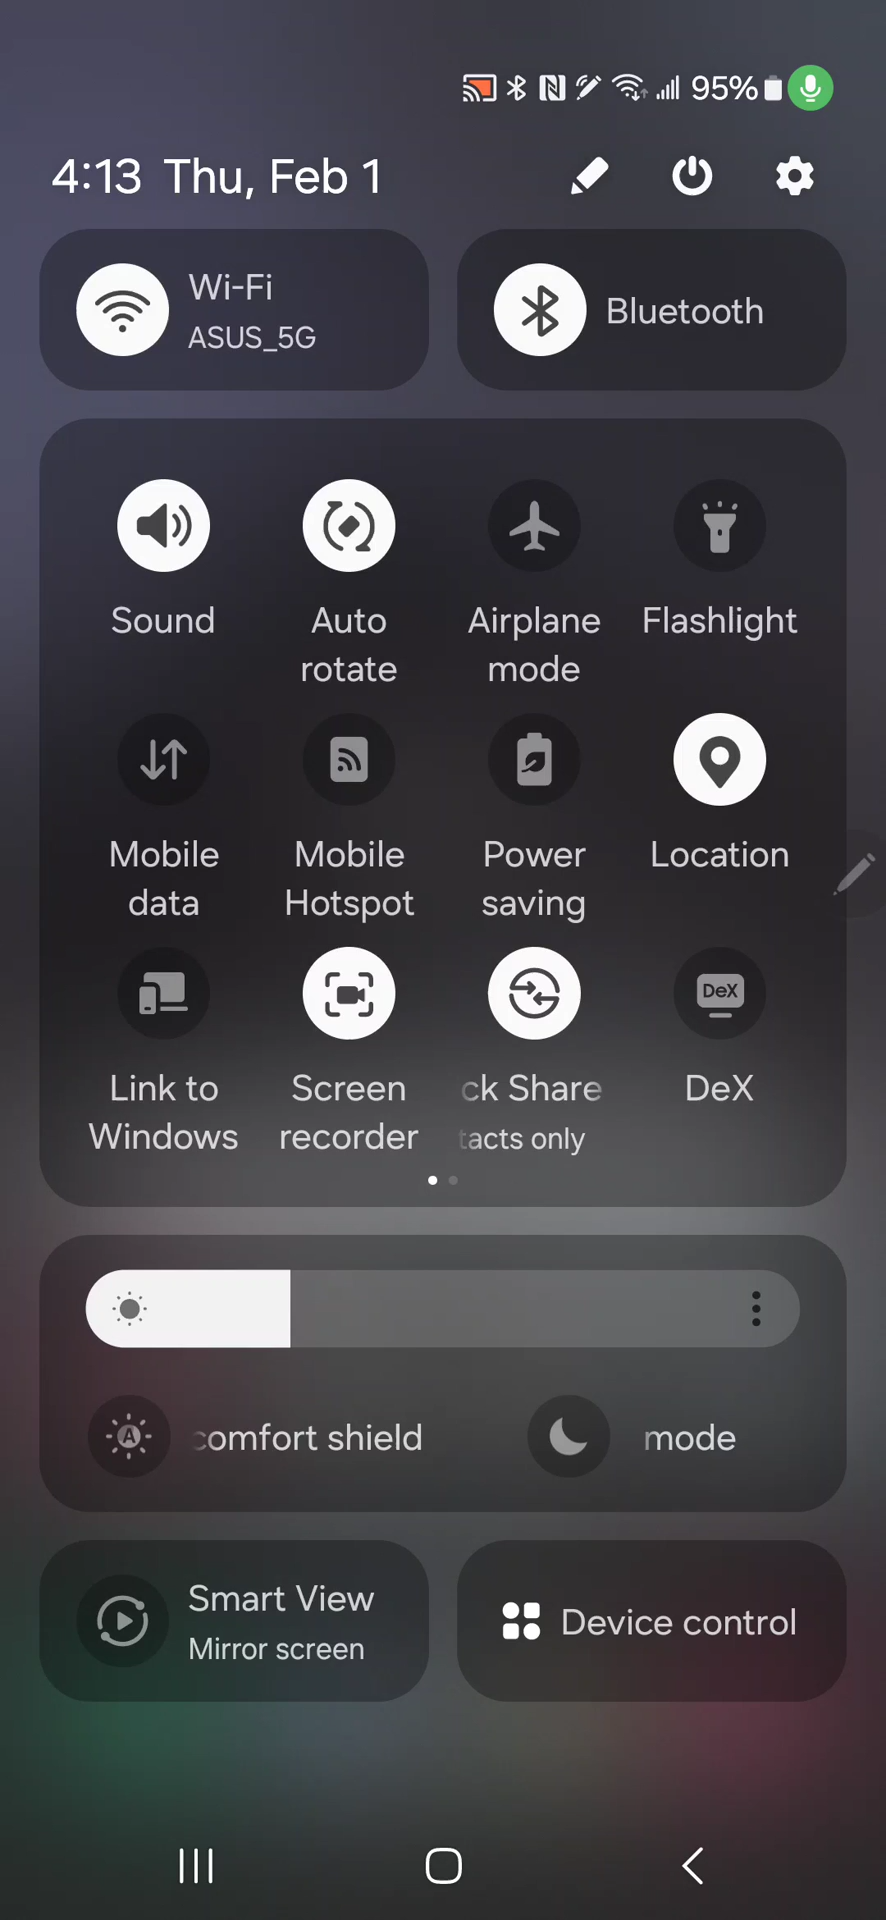 95%
4:13 Thu, Feb 1
Wi-Fi
ASUS_5G
Bluetooth
Sound
Auto
rotate
Airplane
mode
Flashlight
Mobile
data
Mobile
Hotspot
Power
saving
Location
Link to
Windows
Screen
recorder
ck Share
tacts only
DeX
DeX
A
comfort shield
mode
Smart View
Mirror screen
Device control